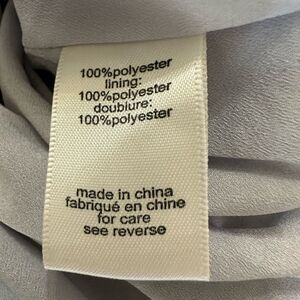 100%polyester
lining:
100%polyester
doublure:
100%polyester
made in china
fabriqué en chine
for care
see reverse